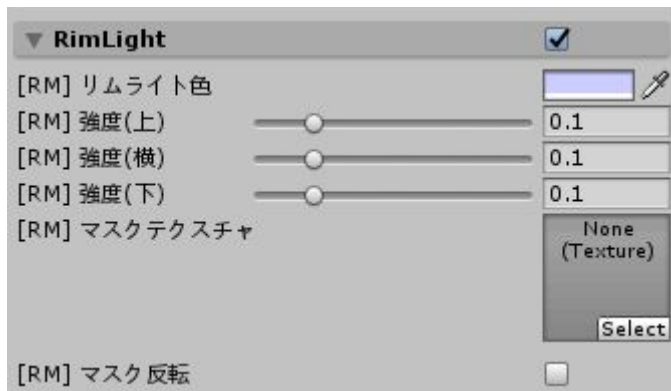 RimLight
[RM] リムライト色
[RM] 強度(上) 0.1
[RM] 強度(横) 0.1
[RM] 強度(下) 0.1
[RM] マスクテクスチャ
None
(Texture)
Select
[RM] マスク反転